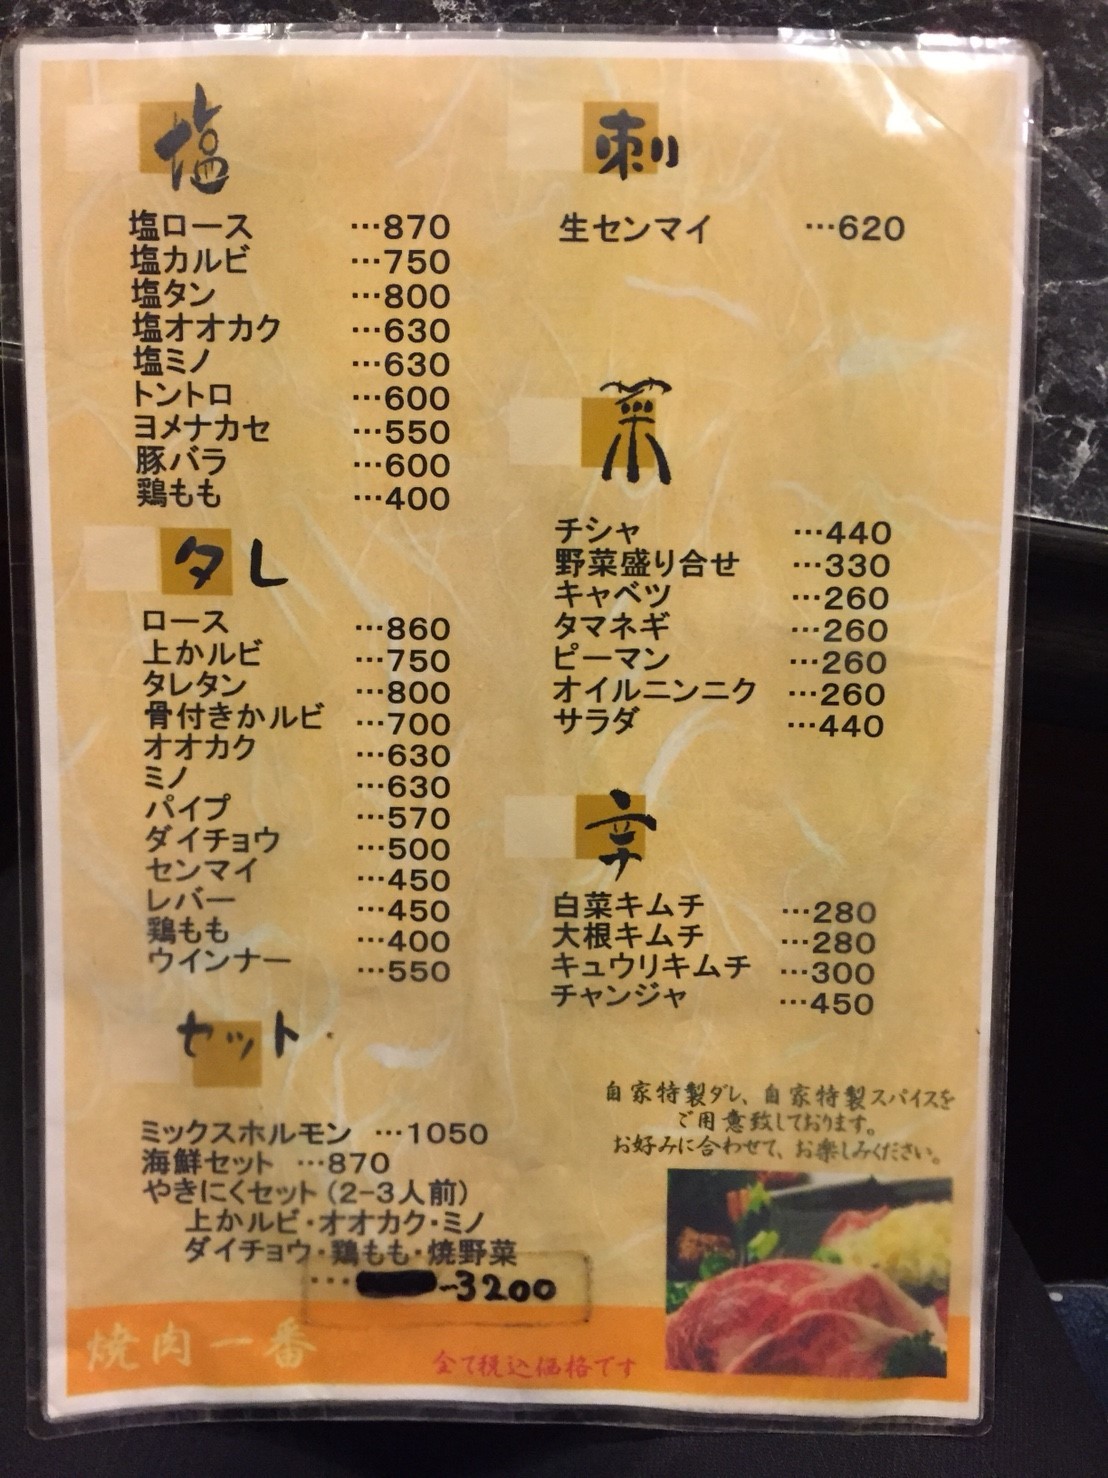 塩
塩ロース …870
塩カルビ …750
塩タン …800
塩オオカク …630
塩ミノ …630
トントロ …600
ヨメナカセ …550
豚バラ …600
鶏もも …400
タレ
ロース …860
上かルビ …750
タレタン …800
骨付きかルビ …700
オオカク …630
ミノ …630
パイプ …570
ダイチョウ …500
センマイ …450
レバー …450
鶏もも …400
ウインナー …550
セット
ミックスホルモン …1050
海鮮セット …870
やきにくセット(2-3人前)
上かルビ・オオカク・ミノ
ダイチョウ・鶏もも・焼野菜
…-3200
刺
生センマイ …620
菜
チシャ …440
野菜盛り合せ …330
キャベツ …260
タマネギ …260
ピーマン …260
オイルニンニク …260
サラダ …440
辛
白菜キムチ …280
大根キムチ …280
キュウリキムチ …300
チャンジャ …450
自家特製ダレ、自家特製スパイスを
ご用意致しております。
お好みに合わせて、お楽しみください。
焼肉一番
全て税込価格です